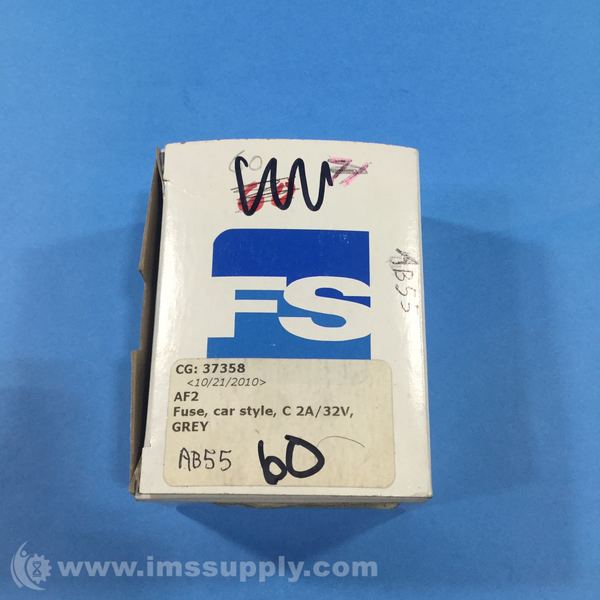 60
AB55
FS
CG: 37358
<10/21/2010>
AF2
Fuse, car style, C 2A/32V,
GREY
AB55 60
www.imssupply.com